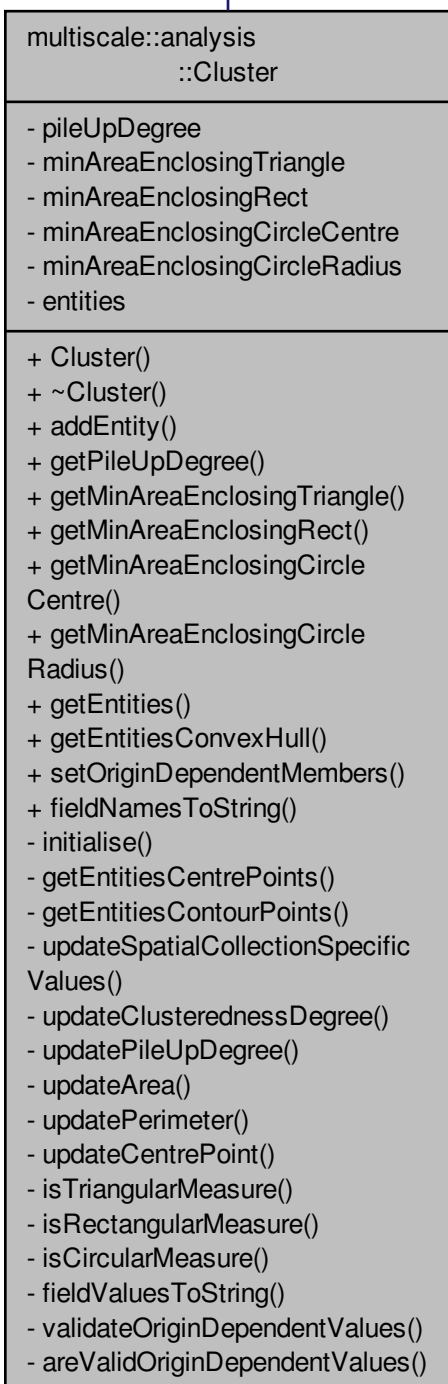 multiscale::analysis
::Cluster
- pileUpDegree
- minAreaEnclosingTriangle
- minAreaEnclosingRect
- minAreaEnclosingCircleCentre
- minAreaEnclosingCircleRadius
- entities
+ Cluster()
+ ~Cluster()
+ addEntity()
+ getPileUpDegree()
+ getMinAreaEnclosingTriangle()
+ getMinAreaEnclosingRect()
+ getMinAreaEnclosingCircle
Centre()
+ getMinAreaEnclosingCircle
Radius()
+ getEntities()
+ getEntitiesConvexHull()
+ setOriginDependentMembers()
+ fieldNamesToString()
- initialise()
- getEntitiesCentrePoints()
- getEntitiesContourPoints()
- updateSpatialCollectionSpecific
Values()
- updateClusterednessDegree()
- updatePileUpDegree()
- updateArea()
- updatePerimeter()
- updateCentrePoint()
- isTriangularMeasure()
- isRectangularMeasure()
- isCircularMeasure()
- fieldValuesToString()
- validateOriginDependentValues()
- areValidOriginDependentValues()